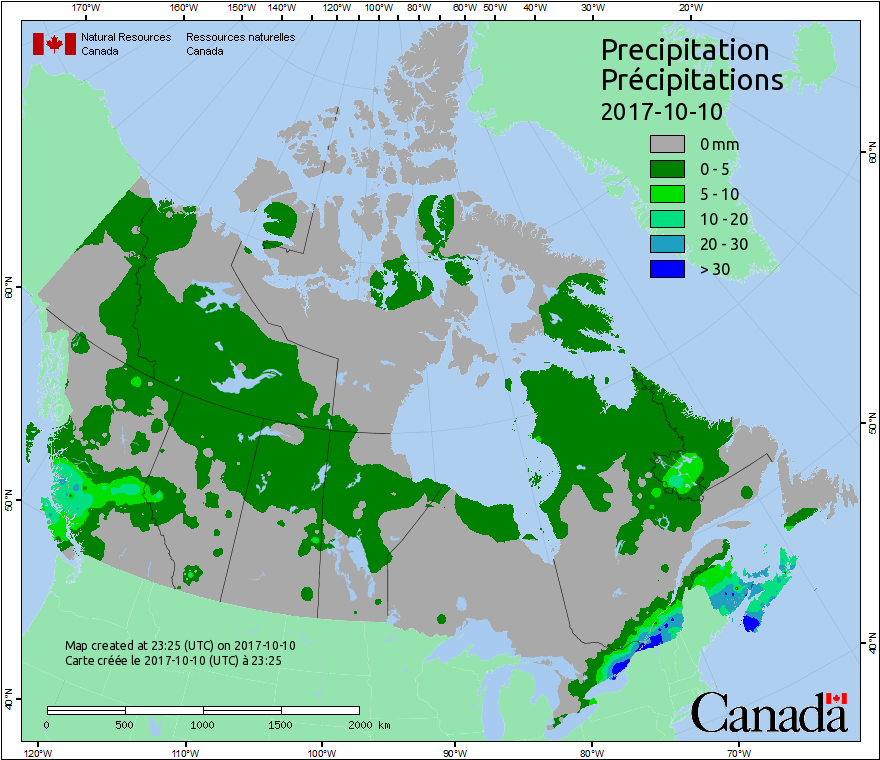 170°W 160°W 150°W 140°W 130°W 120°W 110°W 100°W 90°W 80°W 60°W 50°W 40°W 30°W 20°W
Natural Resources Ressources naturelles
Canada Canada
Precipitation
Précipitations
2017-10-10
0 mm
0 - 5
5 - 10
10 - 20
20 - 30
> 30
60°N
60°N
50°N
50°N
40°N
40°N
Map created at 23:25 (UTC) on 2017-10-10
Carte créée le 2017-10-10 (UTC) à 23:25
0 500 1000 1500 2000 km
Canada
120°W 110°W 100°W 90°W 80°W 70°W